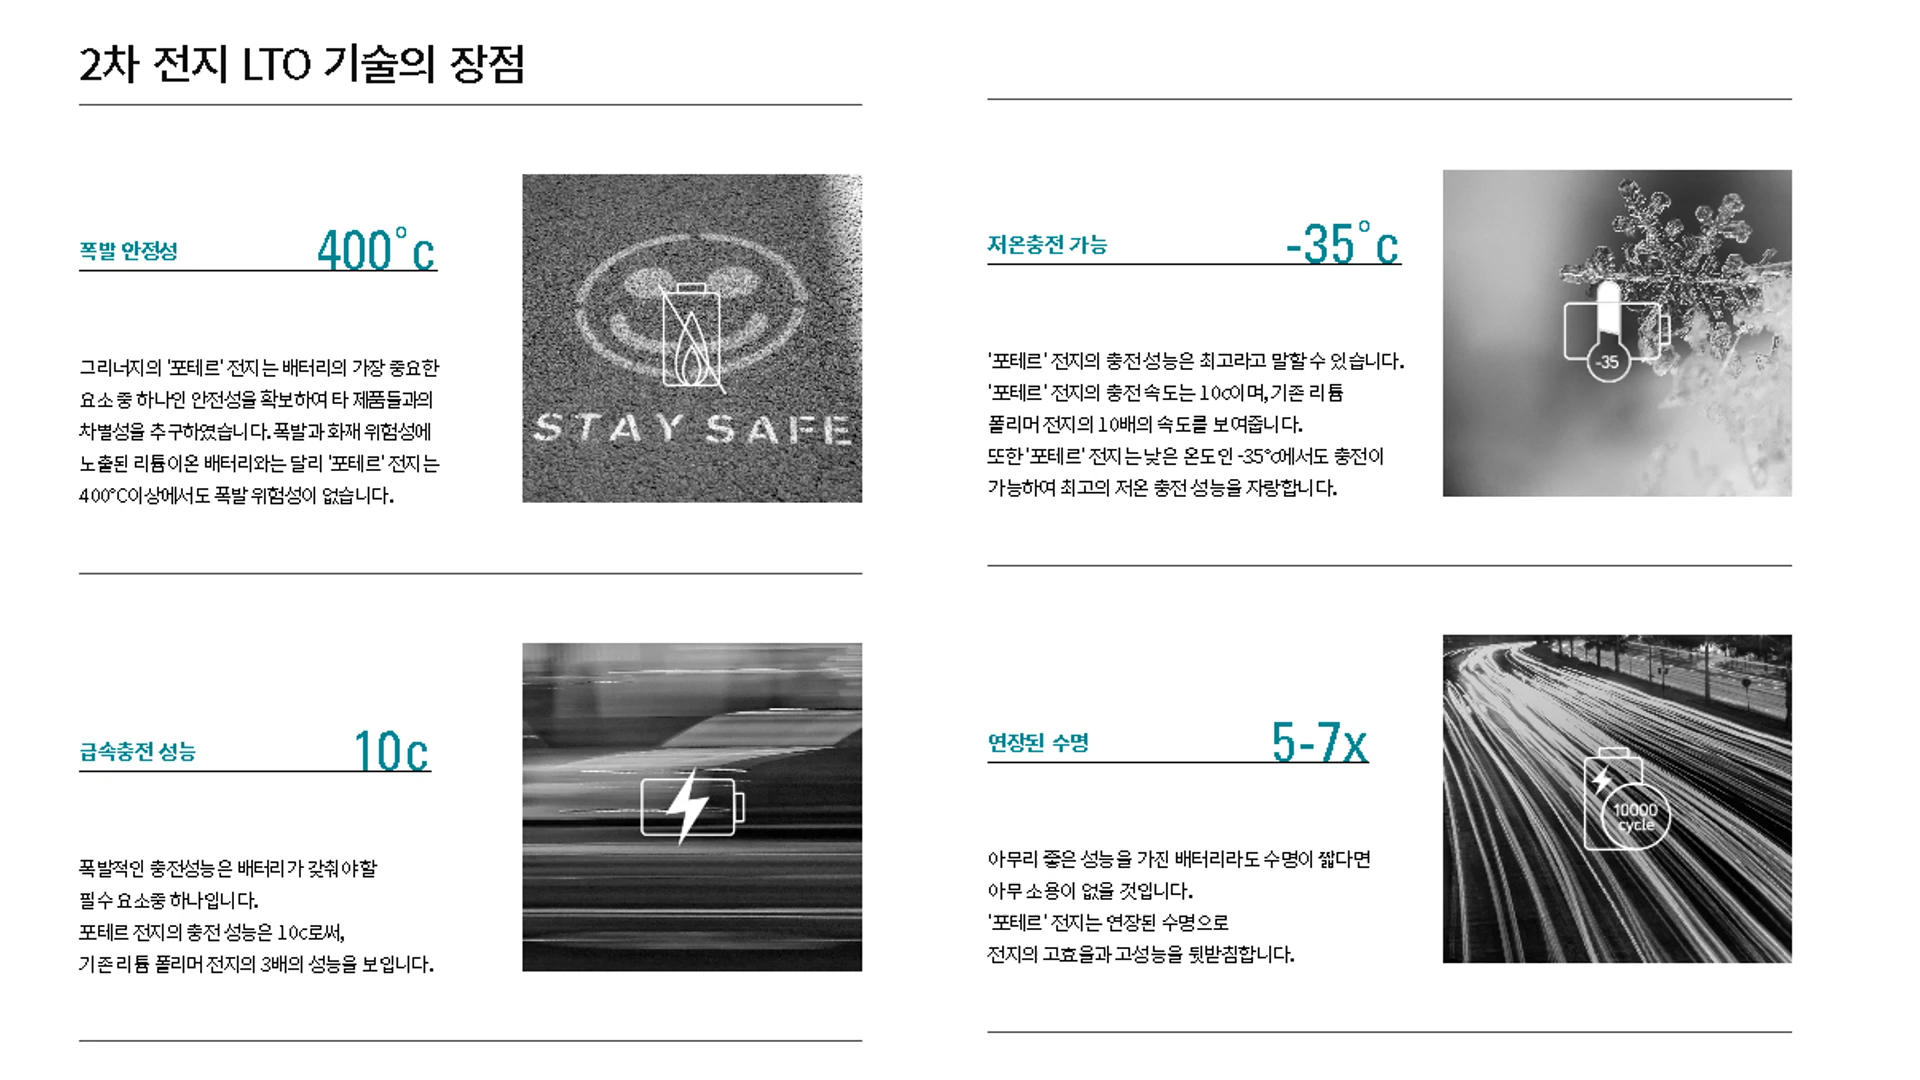 2차 전지 LTO 기술의 장점
폭발 안정성
400°c
그리너지의 '포테르' 전지는 배터리의 가장 중요한
요소 중 하나인 안전성을 확보하여 타 제품들과의
차별성을 추구하였습니다. 폭발과 화재 위험성에
노출된 리튬이온 배터리와는 달리 '포테르' 전지는
400°C이상에서도 폭발 위험성이 없습니다.
STAY SAFE
급속충전 성능
10c
폭발적인 충전성능은 배터리가 갖춰야할
필수 요소중 하나입니다.
포테르 전지의 충전 성능은 10c로써,
기존 리튬 폴리머 전지의 3배의 성능을 보입니다.
저온충전 가능
-35°c
'포테르' 전지의 충전성능은 최고라고 말할 수 있습니다.
'포테르' 전지의 충전 속도는 10c이며, 기존 리튬
폴리머 전지의 10배의 속도를 보여줍니다.
또한 '포테르' 전지는 낮은 온도인 -35°c에서도 충전이
가능하여 최고의 저온 충전 성능을 자랑합니다.
-35
연장된 수명
5-7x
아무리 좋은 성능을 가진 배터리라도 수명이 짧다면
아무 소용이 없을 것입니다.
'포테르' 전지는 연장된 수명으로
전지의 고효율과 고성능을 뒷받침합니다.
10000
cycle